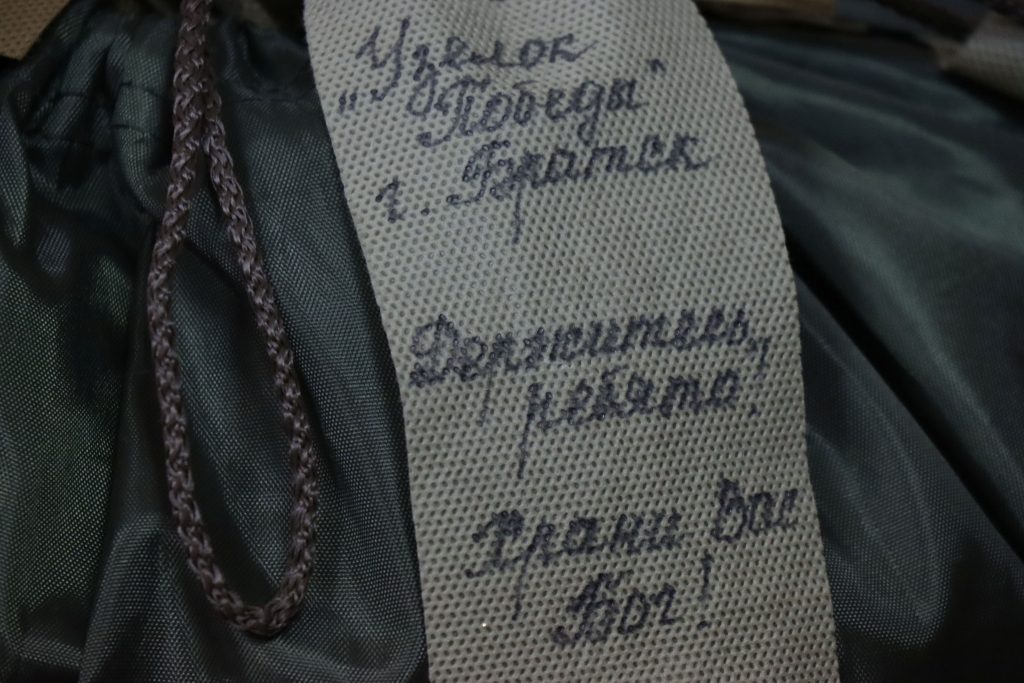 Узелок
"Победы"
г. Братск
Держитесь,
ребята!
Храни Вас
Бог!